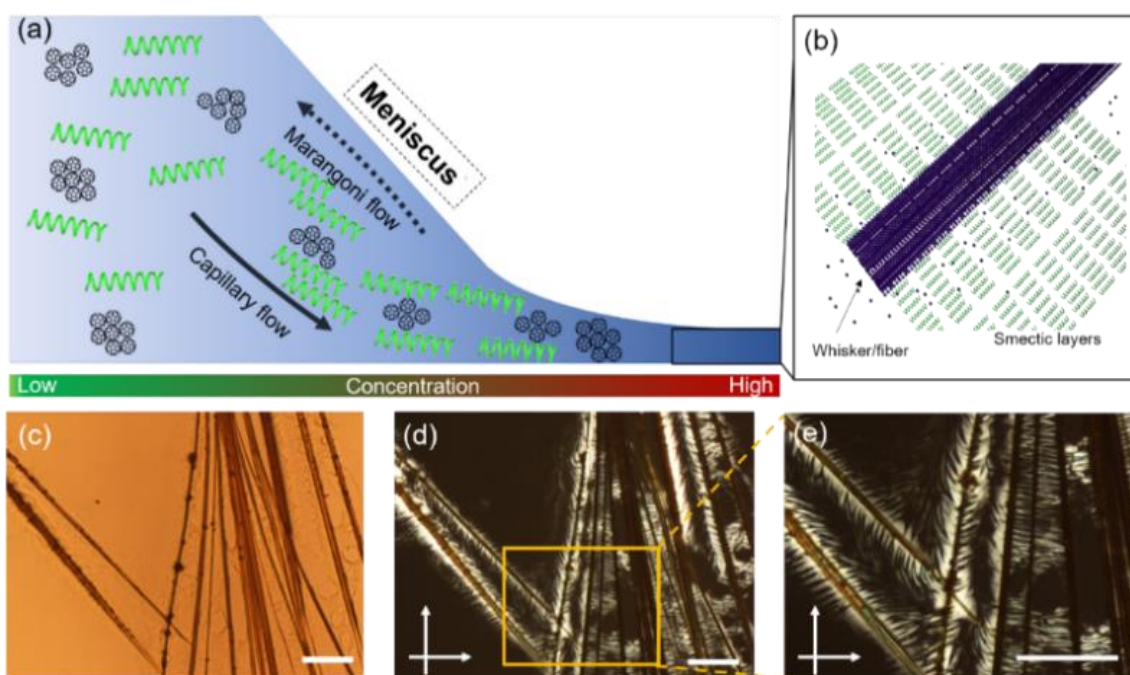 (a)
Meniscus
Marangoni flow
Capillary flow
Low Concentration High
(b)
Whisker/fiber
Smectic layers
(c)
(d)
(e)